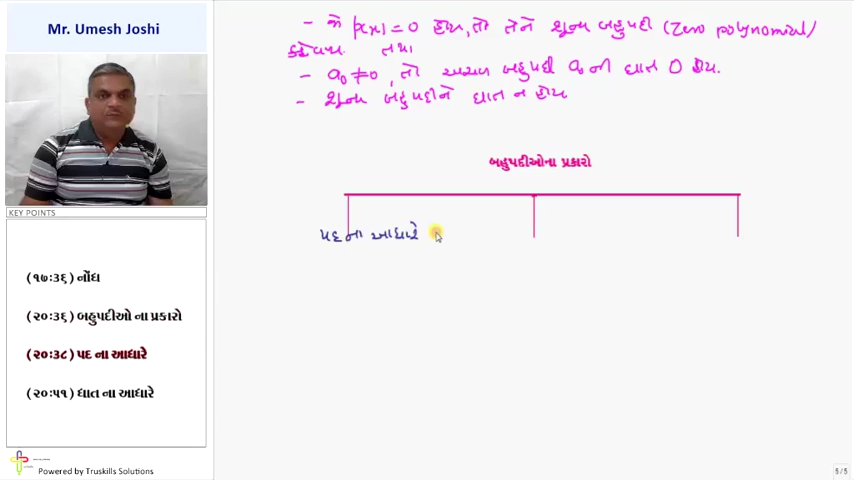 Mr. Umesh Joshi
KEY POINTS
(૧૭:૩૬) નોંધ
(૨૦:૩૬) બહુપદીઓ ના પ્રકારો
(૨૦:૩૮) પદ ના આધારે
(૨૦:૫૧) ઘાત ના આધારે
Powered by Truskills Solutions
- જો p(x) = 0 હોય, તો તેને શૂન્ય બહુપદી (Zero polynomial)
કહેવાય તથા
- a₀ ≠ 0, તો અચળ બહુપદી a₀ ની ઘાત 0 હોય.
- શૂન્ય બહુપદીને ઘાત ન હોય
બહુપદીઓના પ્રકારો
પદ ના આધારે
5/5